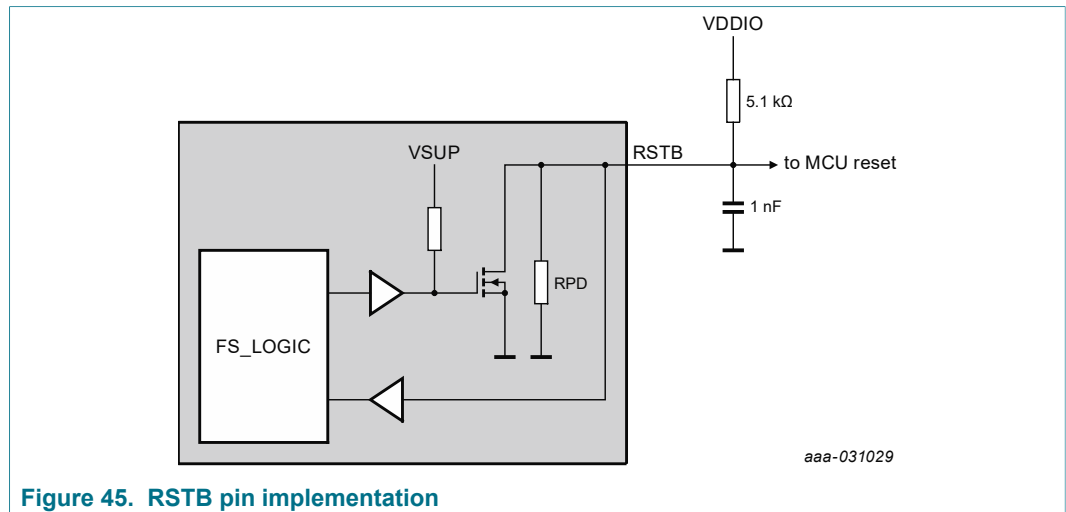 VDDIO
5.1 kΩ
VSUP
RSTB
to MCU reset
1 nF
RPD
FS_LOGIC
aaa-031029
Figure 45. RSTB pin implementation